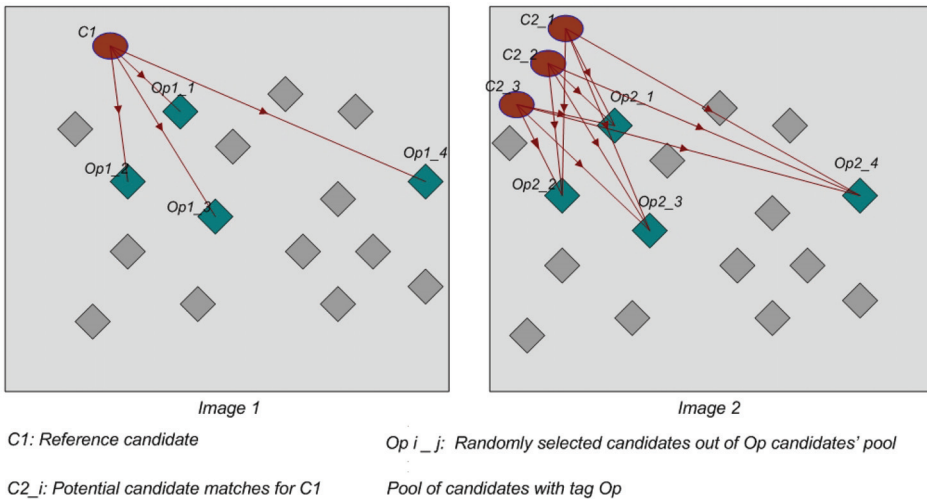 C1
Op1_1
Op1_2
Op1_3
Op1_4
C2_1
C2_2
C2_3
Op2_1
Op2_2
Op2_3
Op2_4
Image 1
Image 2
C1: Reference candidate
Op i _ j: Randomly selected candidates out of Op candidates' pool
C2_i: Potential candidate matches for C1
Pool of candidates with tag Op